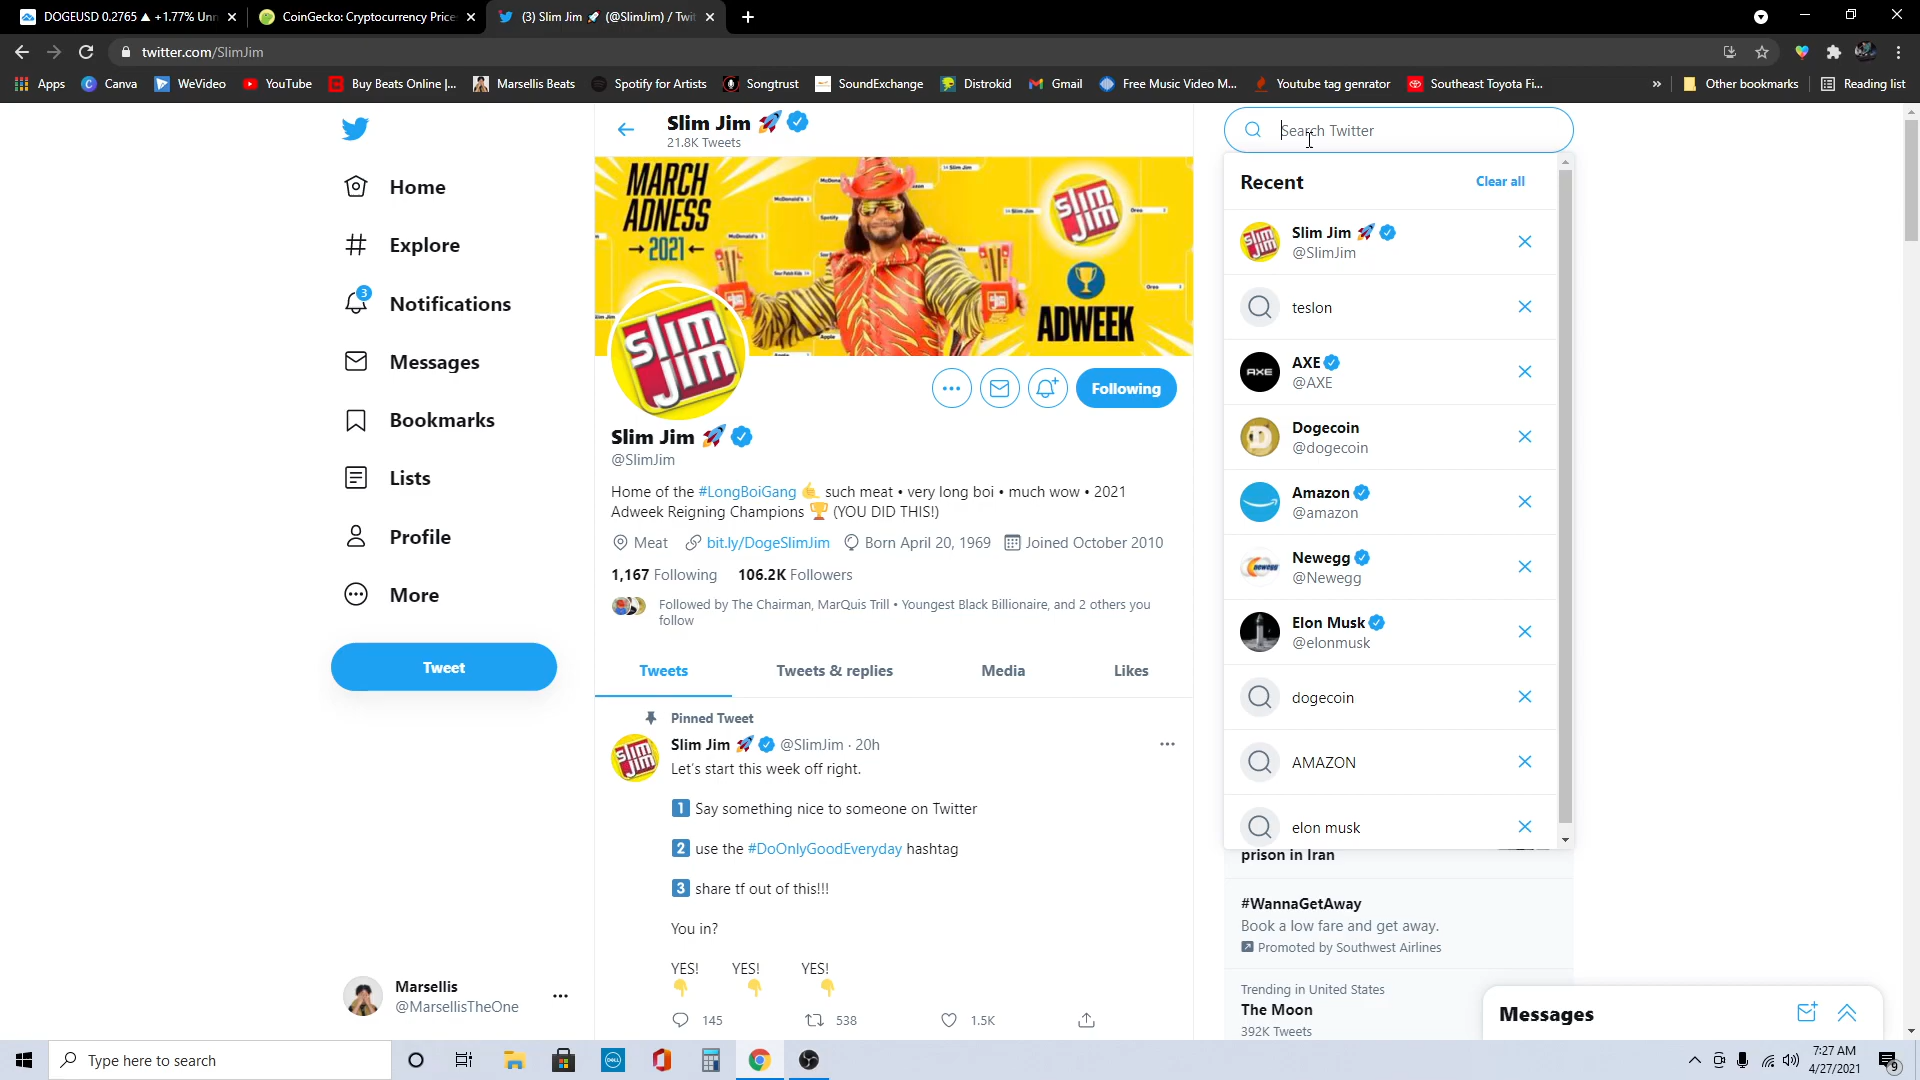 DOGEUSD 0.2765 ▲ +1.77% Unn
CoinGecko: Cryptocurrency Price
(3) Slim Jim 🚀 (@SlimJim) / Twit
twitter.com/SlimJim
Apps
Canva
WeVideo
YouTube
Buy Beats Online |...
Marsellis Beats
Spotify for Artists
Songtrust
SoundExchange
Distrokid
Gmail
Free Music Video M...
Youtube tag genrator
Southeast Toyota Fi...
»
Other bookmarks
Reading list
Home
Explore
3
Notifications
Messages
Bookmarks
Lists
Profile
More
Tweet
Marsellis
@MarsellisTheOne
Slim Jim 🚀
21.8K Tweets
MARCH
ADNESS
→2021←
Slim Jim
ADWEEK
Slim Jim
Following
Slim Jim 🚀
@SlimJim
Home of the #LongBoiGang 🤙 such meat • very long boi • much wow • 2021
Adweek Reigning Champions 🏆 (YOU DID THIS!)
Meat bit.ly/DogeSlimJim Born April 20, 1969 Joined October 2010
1,167 Following 106.2K Followers
Followed by The Chairman, MarQuis Trill • Youngest Black Billionaire, and 2 others you
follow
Tweets Tweets & replies Media Likes
Pinned Tweet
Slim Jim 🚀 @SlimJim · 20h
Let's start this week off right.
1 Say something nice to someone on Twitter
2 use the #DoOnlyGoodEveryday hashtag
3 share tf out of this!!!
You in?
YES! YES! YES!
👇 👇 👇
145 538 1.5K
Search Twitter
Recent Clear all
Slim Jim 🚀
@SlimJim
teslon
AXE
AXE
@AXE
Dogecoin
@dogecoin
Amazon
@amazon
newegg
Newegg
@Newegg
Elon Musk
@elonmusk
dogecoin
AMAZON
elon musk
prison in Iran
#WannaGetAway
Book a low fare and get away.
Promoted by Southwest Airlines
Trending in United States
The Moon
392K Tweets
Messages
Type here to search
DELL
7:27 AM
4/27/2021
9